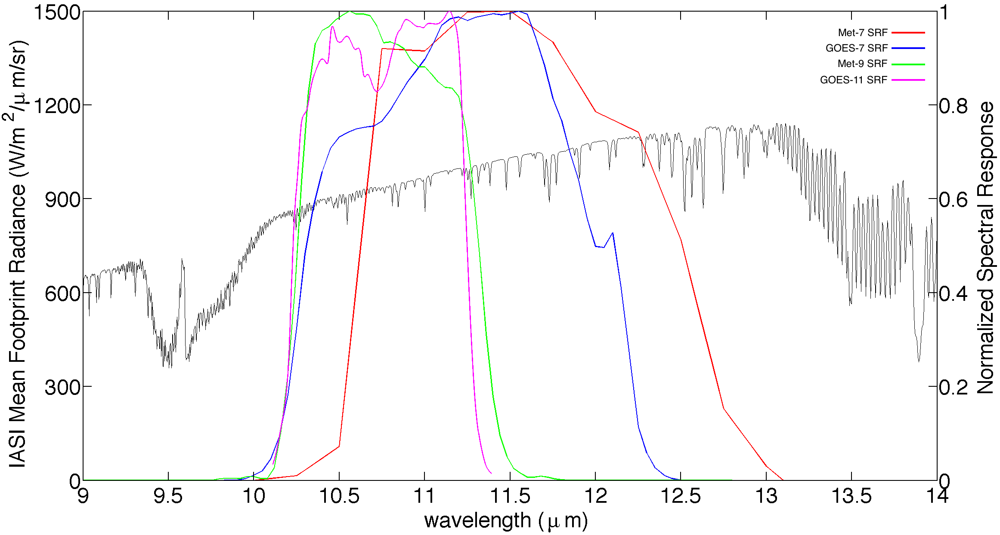 IASI Mean Footprint Radiance (W/m²/μ m/sr)
1500
1200
900
600
300
0
9 9.5 10 10.5 11 11.5 12 12.5 13 13.5 14
wavelength (μ m)
Met-7 SRF
GOES-7 SRF
Met-9 SRF
GOES-11 SRF
1
0.8
0.6
0.4
0.2
0
Normalized Spectral Response